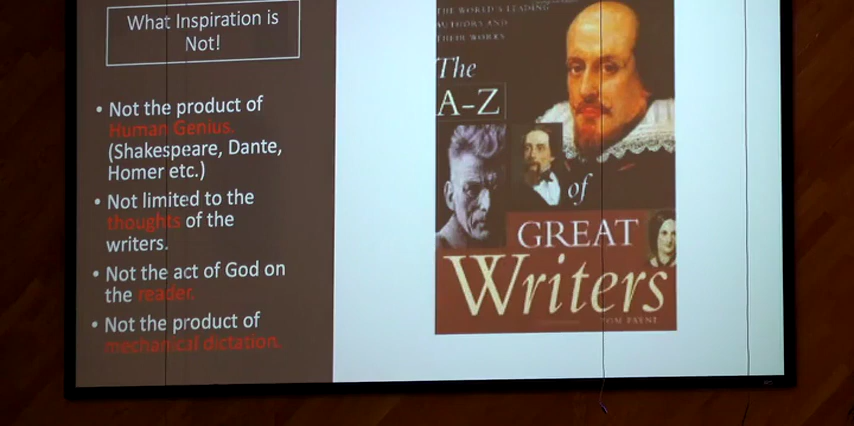 What Inspiration is
Not!
• Not the product of
Human Genius.
(Shakespeare, Dante,
Homer etc.)
• Not limited to the
thoughts of the
writers.
• Not the act of God on
the reader.
• Not the product of
mechanical dictation.
THE WORLD'S LEADING
AUTHORS AND
THEIR WORKS
The
A-Z
of
GREAT
Writers
TOM PAYNE